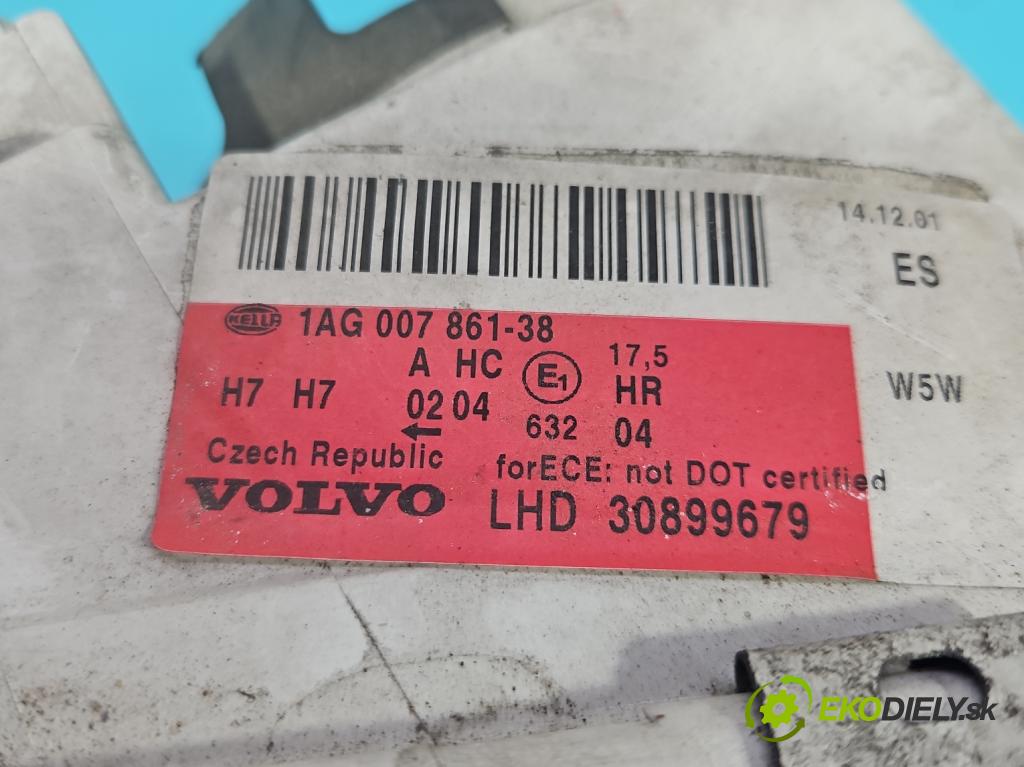 14.12.01
ES
HELLA 1AG 007 861-38
A HC E1 17,5
H7 H7 02 04 HR
← 632 04
W5W
Czech Republic forECE: not DOT certified
VOLVO LHD 30899679
EKODIELY.sk